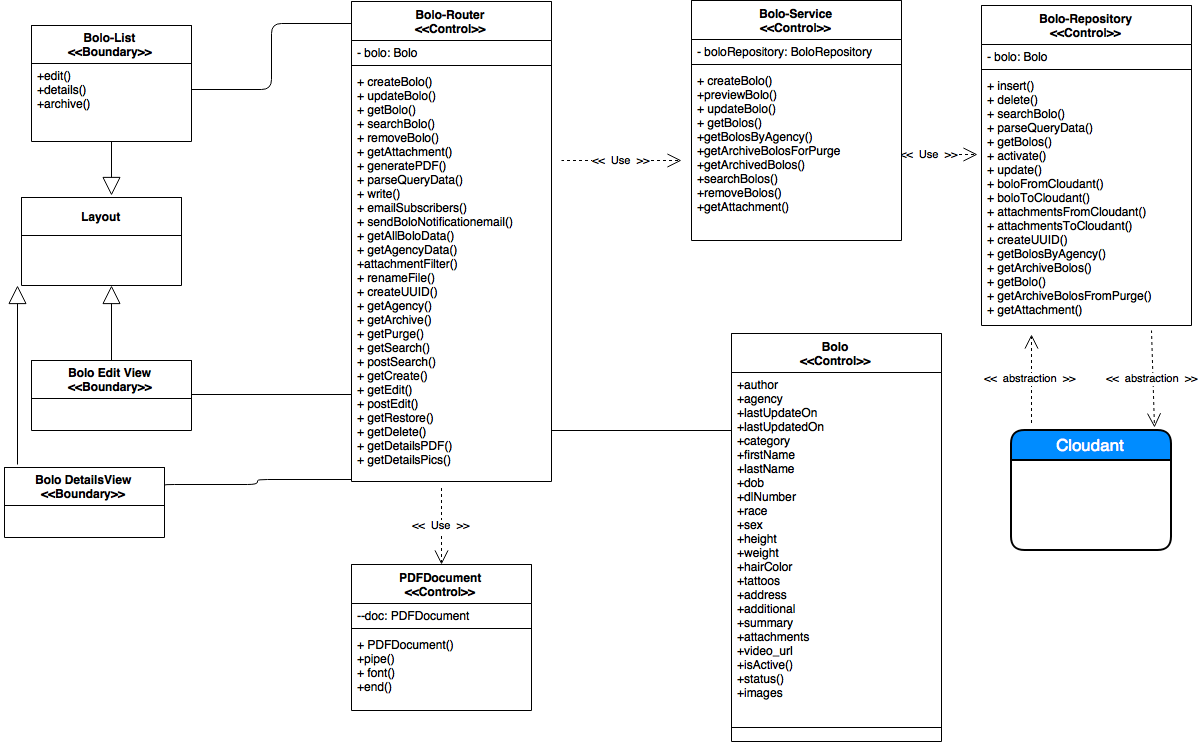 Bolo-List
<<Boundary>>
+edit()
+details()
+archive()
Layout
Bolo Edit View
<<Boundary>>
Bolo DetailsView
<<Boundary>>
Bolo-Router
<<Control>>
- bolo: Bolo
+ createBolo()
+ updateBolo()
+ getBolo()
+ searchBolo()
+ removeBolo()
+ getAttachment()
+ generatePDF()
+ parseQueryData()
+ write()
+ emailSubscribers()
+ sendBoloNotificationemail()
+ getAllBoloData()
+ getAgencyData()
+attachmentFilter()
+ renameFile()
+ createUUID()
+ getAgency()
+ getArchive()
+ getPurge()
+ getSearch()
+ postSearch()
+ getCreate()
+ getEdit()
+ postEdit()
+ getRestore()
+ getDelete()
+ getDetailsPDF()
+ getDetailsPics()
<< Use >>
PDFDocument
<<Control>>
--doc: PDFDocument
+ PDFDocument()
+pipe()
+ font()
+end()
<< Use >>
Bolo-Service
<<Control>>
- boloRepository: BoloRepository
+ createBolo()
+previewBolo()
+ updateBolo()
+ getBolos()
+getBolosByAgency()
+getArchiveBolosForPurge
+getArchivedBolos()
+searchBolos()
+removeBolos()
+getAttachment()
<< Use >>
Bolo-Repository
<<Control>>
- bolo: Bolo
+ insert()
+ delete()
+ searchBolo()
+ parseQueryData()
+ getBolos()
+ activate()
+ update()
+ boloFromCloudant()
+ boloToCloudant()
+ attachmentsFromCloudant()
+ attachmentsToCloudant()
+ createUUID()
+ getBolosByAgency()
+ getArchiveBolos()
+ getBolo()
+ getArchiveBolosFromPurge()
+ getAttachment()
<< abstraction >>
<< abstraction >>
Cloudant
Bolo
<<Control>>
+author
+agency
+lastUpdateOn
+lastUpdatedOn
+category
+firstName
+lastName
+dob
+dlNumber
+race
+sex
+height
+weight
+hairColor
+tattoos
+address
+additional
+summary
+attachments
+video_url
+isActive()
+status()
+images